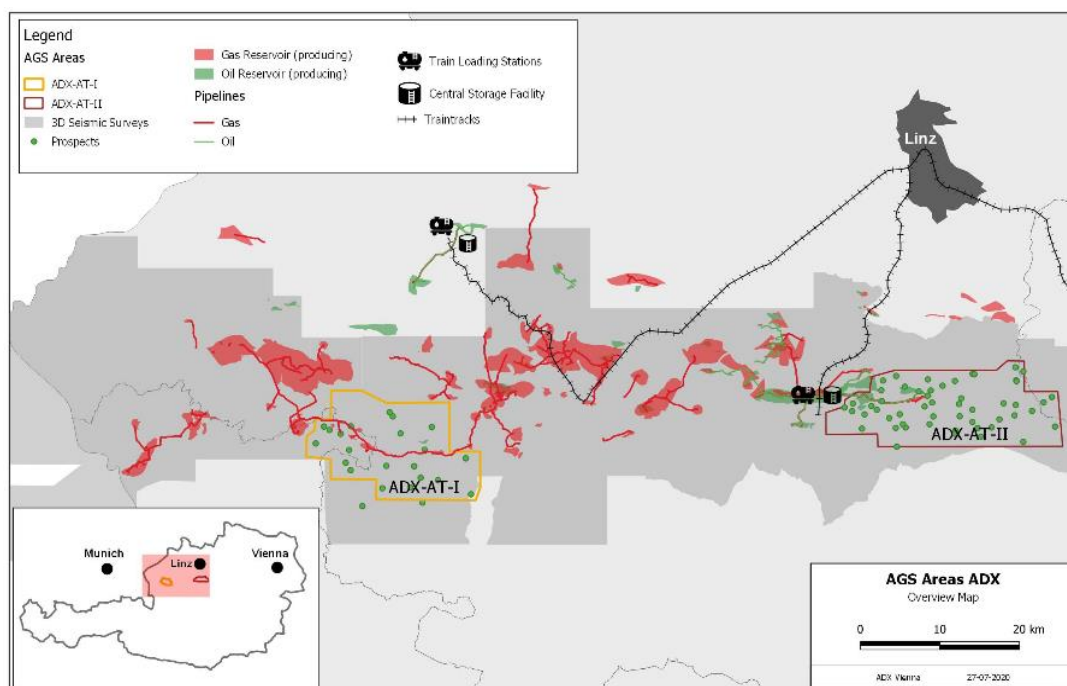 Legend
AGS Areas
ADX-AT-I
ADX-AT-II
3D Seismic Surveys
Prospects
Gas Reservoir (producing)
Oil Reservoir (producing)
Pipelines
Gas
Oil
Train Loading Stations
Central Storage Facility
Traintracks
Linz
ADX-AT-I
ADX-AT-II
Munich
Linz
Vienna
AGS Areas ADX
Overview Map
0 10 20 km
ADX Vienna 27-07-2020